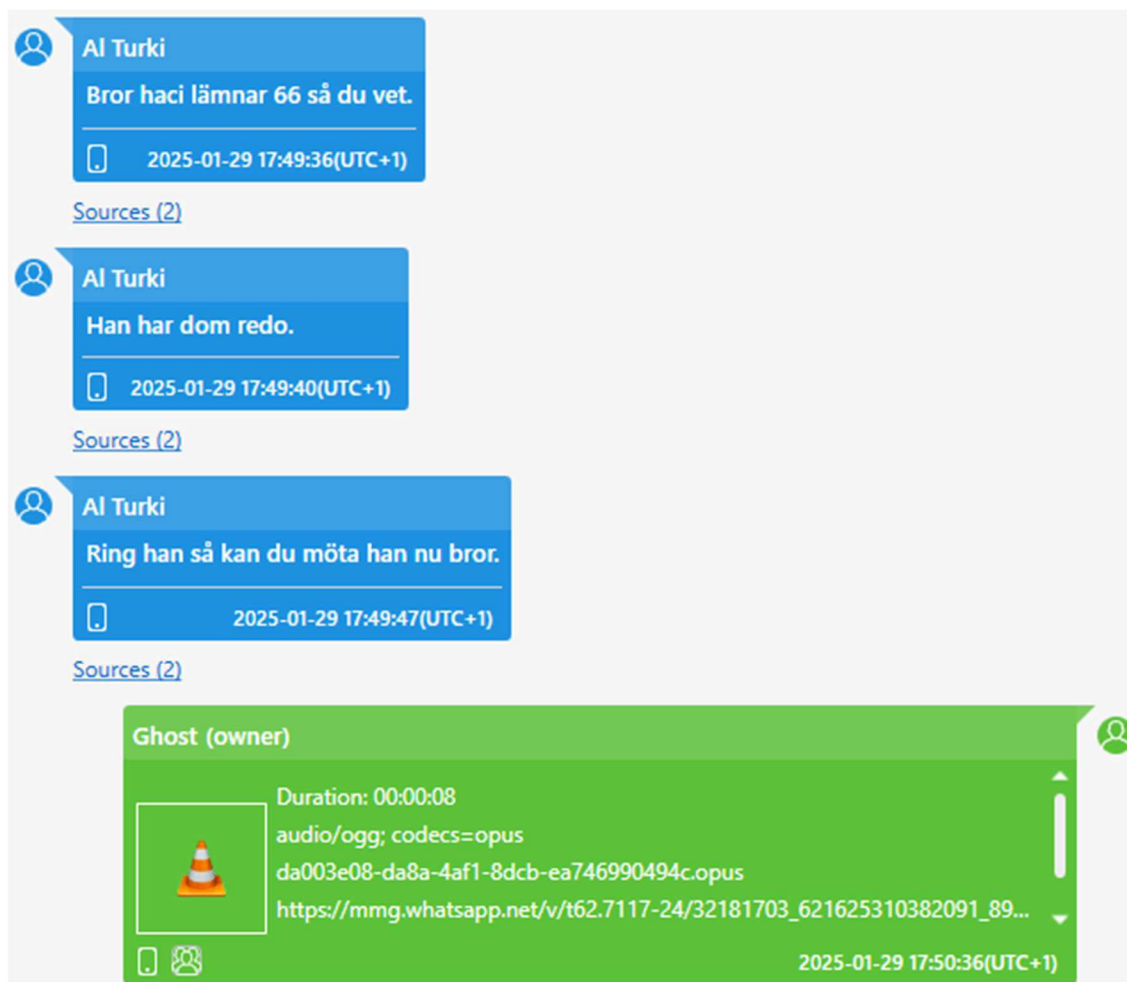 Al Turki
Bror haci lämnar 66 så du vet.
2025-01-29 17:49:36(UTC+1)
Sources (2)
Al Turki
Han har dom redo.
2025-01-29 17:49:40(UTC+1)
Sources (2)
Al Turki
Ring han så kan du möta han nu bror.
2025-01-29 17:49:47(UTC+1)
Sources (2)
Ghost (owner)
Duration: 00:00:08
audio/ogg; codecs=opus
da003e08-da8a-4af1-8dcb-ea746990494c.opus
https://mmg.whatsapp.net/v/t62.7117-24/32181703_621625310382091_89...
2025-01-29 17:50:36(UTC+1)